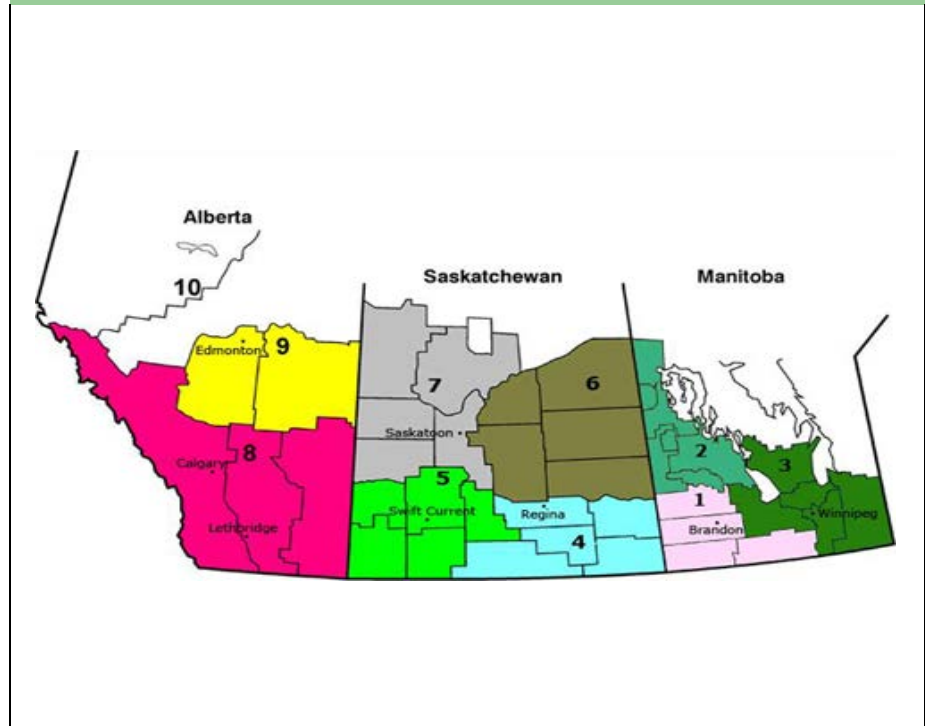 Alberta
Saskatchewan
Manitoba
10
Edmonton
9
7
6
Saskatoon
Calgary
8
2
3
5
1
Swift Current
Regina
Winnipeg
Lethbridge
Brandon
4